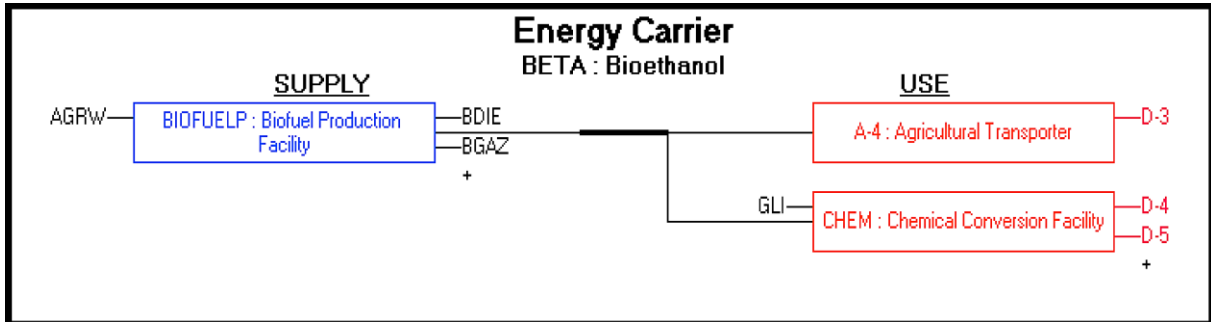 Energy Carrier
BETA : Bioethanol
SUPPLY
USE
AGRW
BIOFUELP : Biofuel Production
Facility
BDIE
BGAZ
+
A-4 : Agricultural Transporter
D-3
GLI
CHEM : Chemical Conversion Facility
D-4
D-5
+